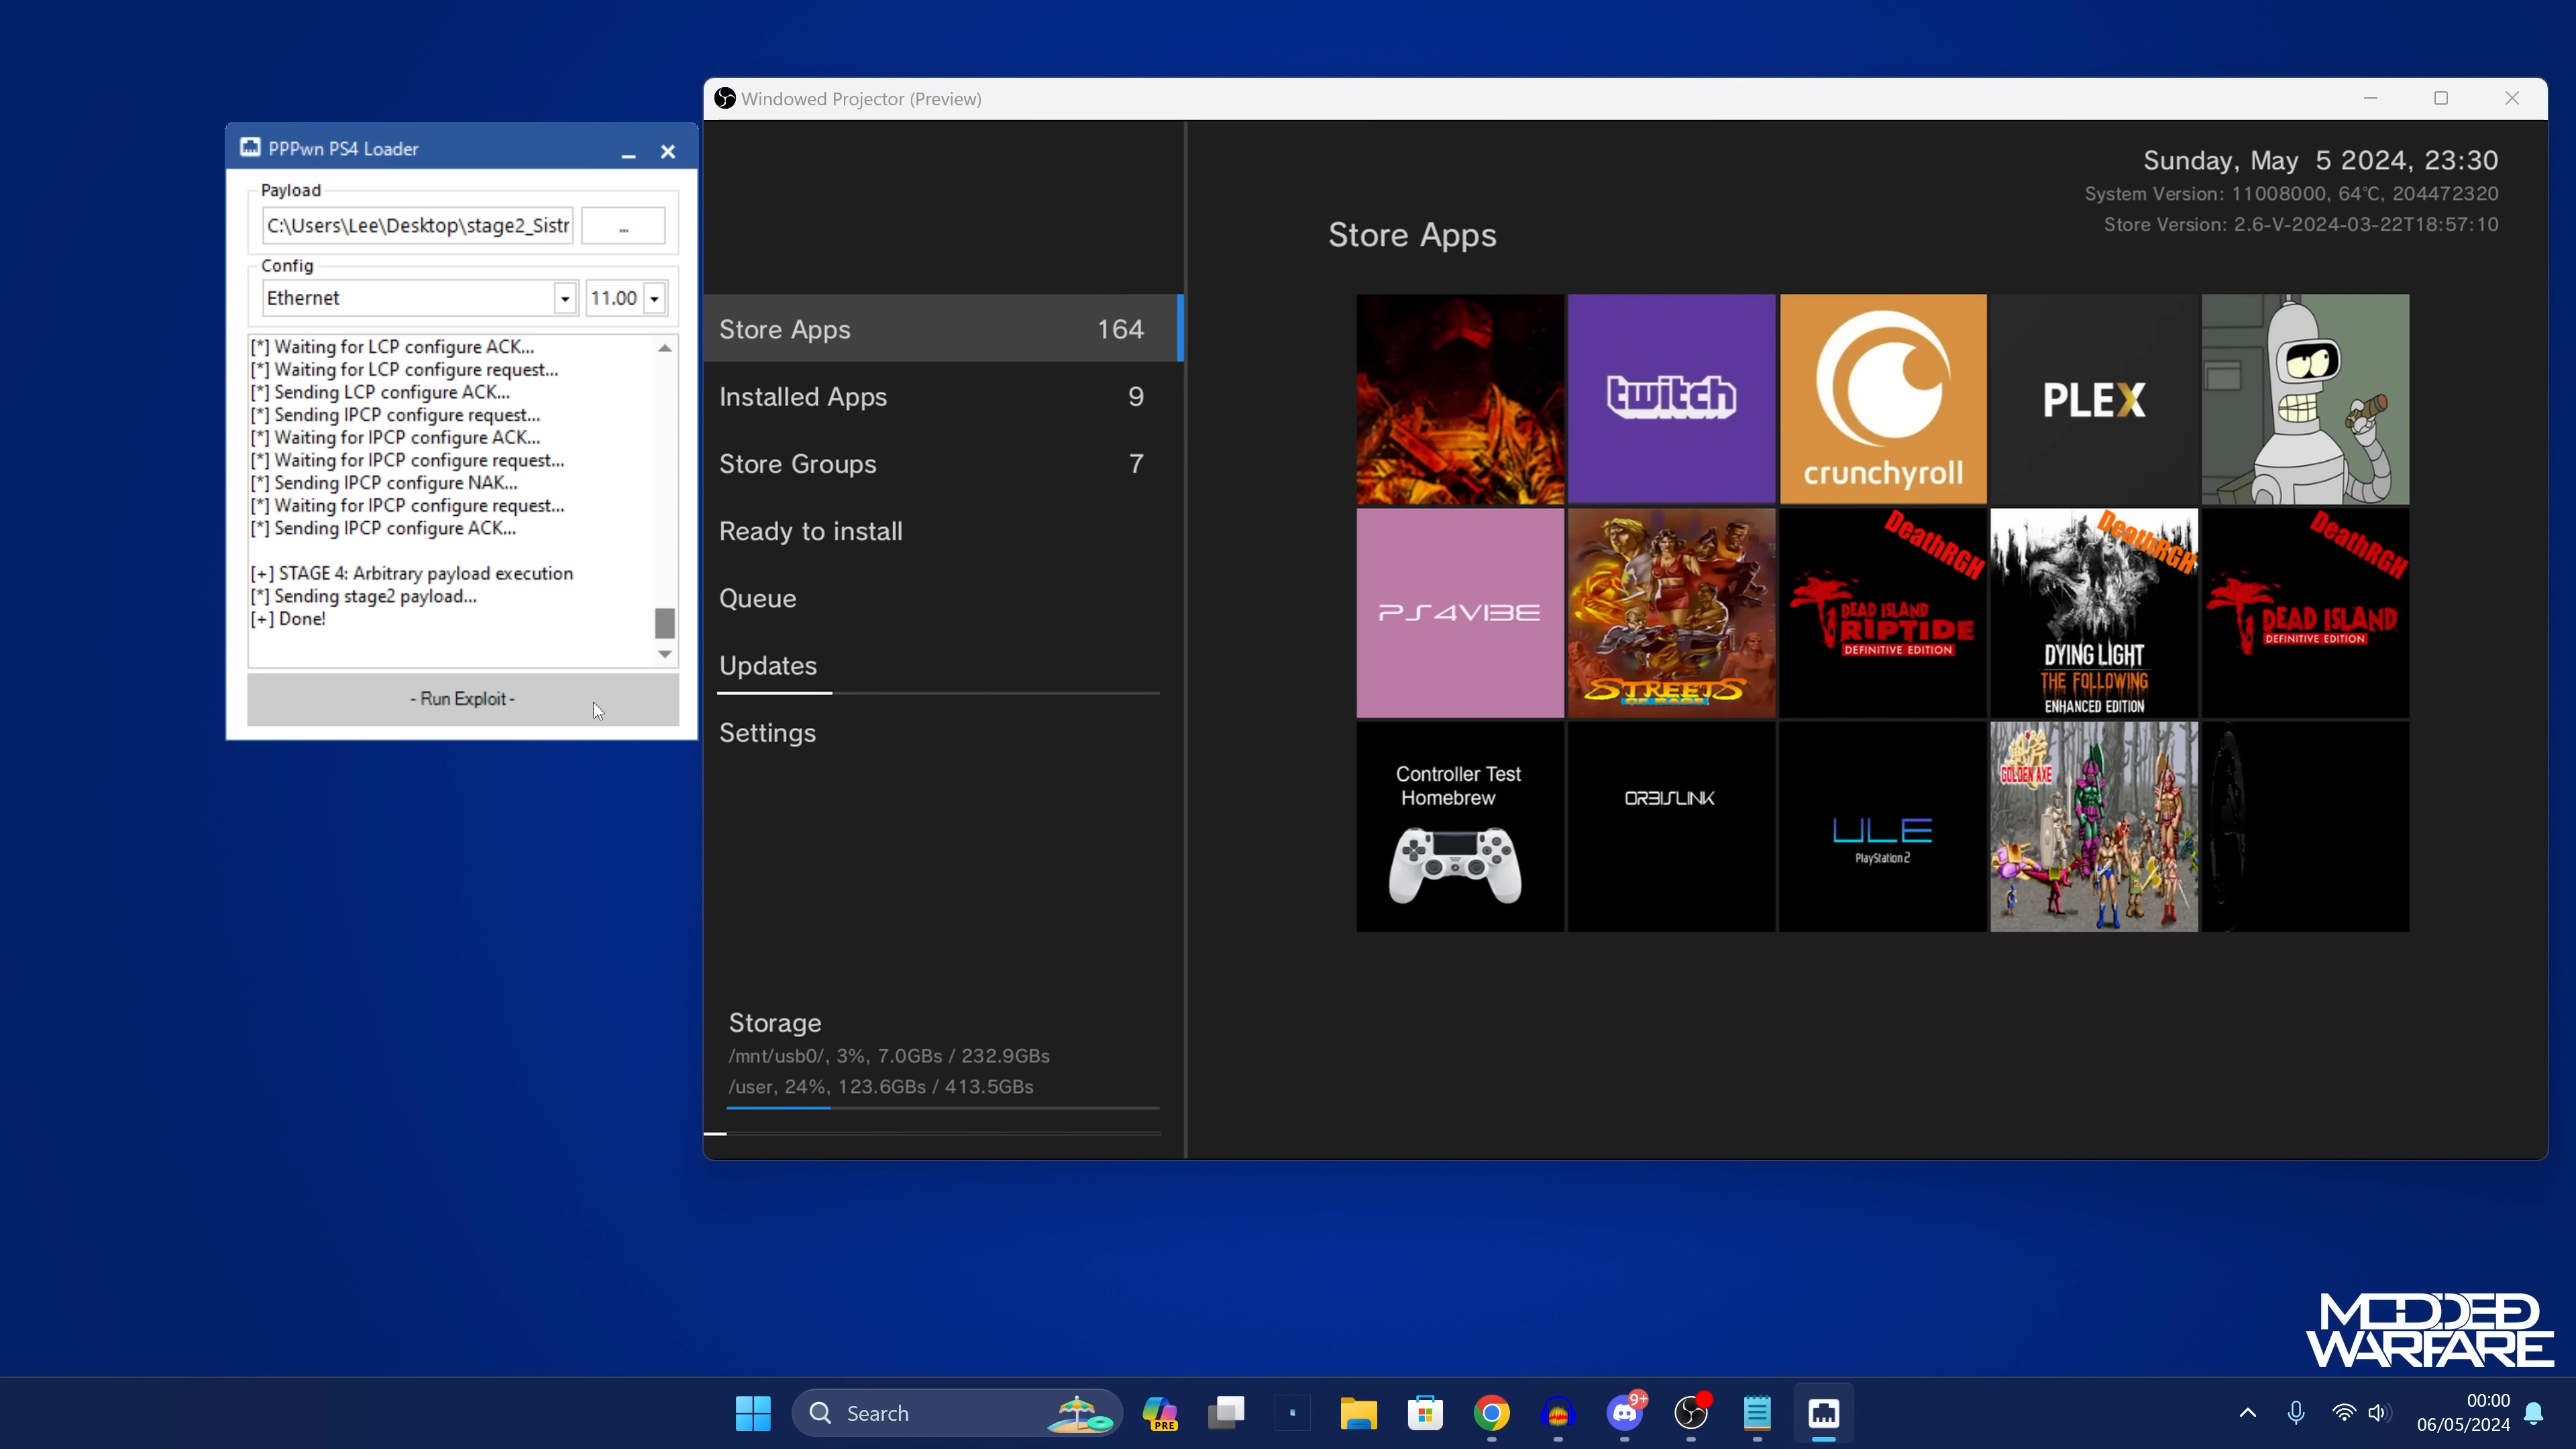 Windowed Projector (Preview)
PPPwn PS4 Loader
Payload
C:\Users\Lee\Desktop\stage2_Sistr
...
Config
Ethernet
11.00
[*] Waiting for LCP configure ACK...
[*] Waiting for LCP configure request...
[*] Sending LCP configure ACK...
[*] Sending IPCP configure request...
[*] Waiting for IPCP configure ACK...
[*] Waiting for IPCP configure request...
[*] Sending IPCP configure NAK...
[*] Waiting for IPCP configure request...
[*] Sending IPCP configure ACK...
[+] STAGE 4: Arbitrary payload execution
[*] Sending stage2 payload...
[+] Done!
- Run Exploit -
Store Apps 164
Installed Apps 9
Store Groups 7
Ready to install
Queue
Updates
Settings
Storage
/mnt/usb0/, 3%, 7.0GBs / 232.9GBs
/user, 24%, 123.6GBs / 413.5GBs
Sunday, May 5 2024, 23:30
System Version: 11008000, 64°C, 204472320
Store Version: 2.6-V-2024-03-22T18:57:10
Store Apps
twitch
crunchyroll
PLEX
PS4VIBE
STREETS
OF RAGE
DeathRGH
DEAD ISLAND
RIPTIDE
DEFINITIVE EDITION
DeathRGH
DYING LIGHT
THE FOLLOWING
ENHANCED EDITION
DeathRGH
DEAD ISLAND
DEFINITIVE EDITION
Controller Test
Homebrew
ORBISLINK
ULE
PlayStation 2
GOLDEN AXE
MODDED
WARFARE
Search
PRE
9+
00:00
06/05/2024